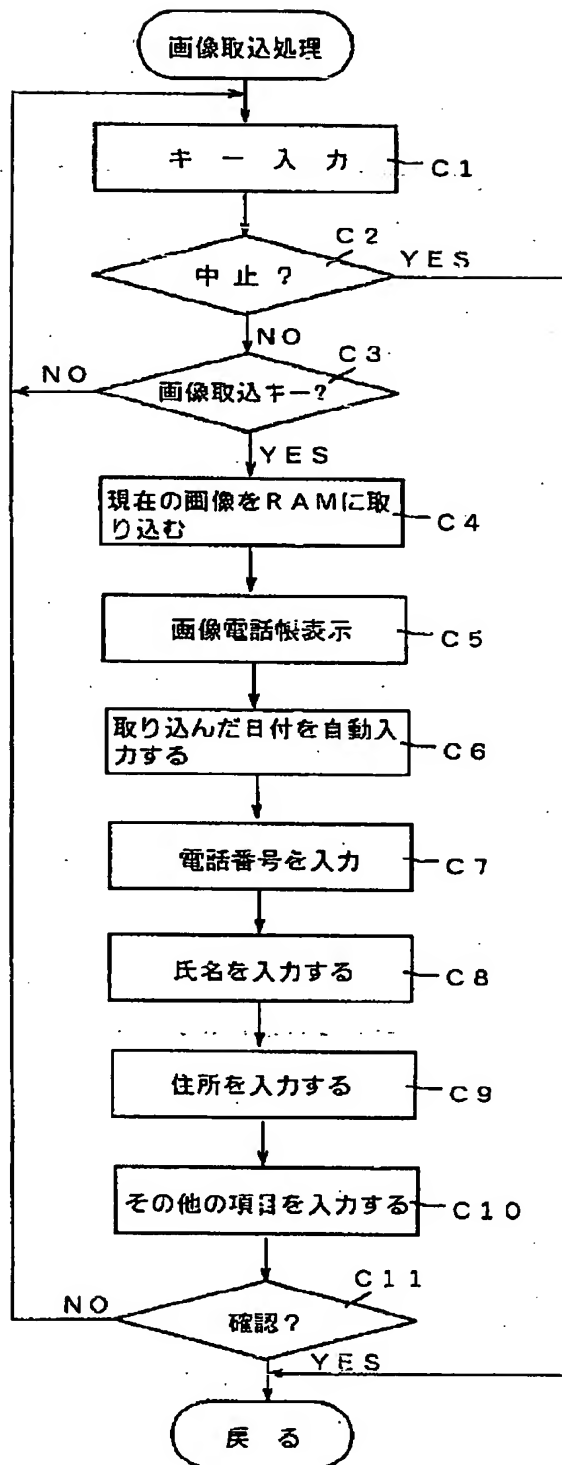 画像取込処理
キー入力
C1
C2
中止?
YES
NO
C3
NO
画像取込キー?
YES
現在の画像をRAMに取
り込む
C4
画像電話帳表示
C5
取り込んだ日付を自動入
力する
C6
電話番号を入力
C7
氏名を入力する
C8
住所を入力する
C9
その他の項目を入力する
C10
C11
NO
確認?
YES
戻る